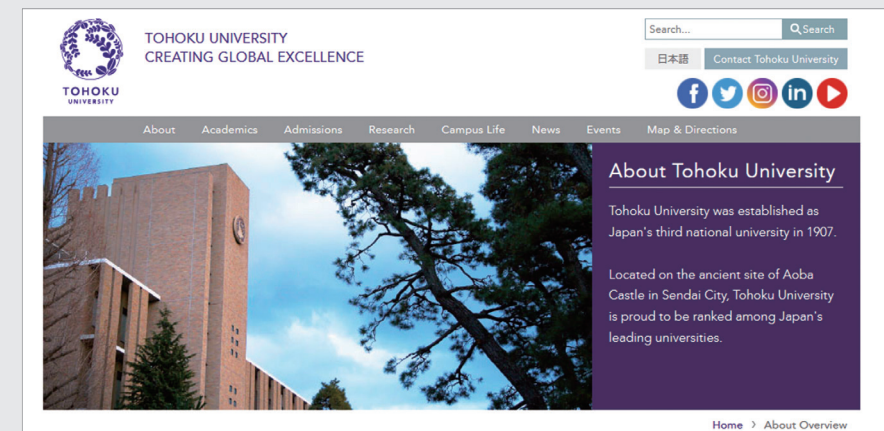 TOHOKU
UNIVERSITY
TOHOKU UNIVERSITY
CREATING GLOBAL EXCELLENCE
Search...
Search
日本語
Contact Tohoku University
f
in
About Academics Admissions Research Campus Life News Events Map & Directions
About Tohoku University
Tohoku University was established as
Japan's third national university in 1907.
Located on the ancient site of Aoba
Castle in Sendai City, Tohoku University
is proud to be ranked among Japan's
leading universities.
Home > About Overview